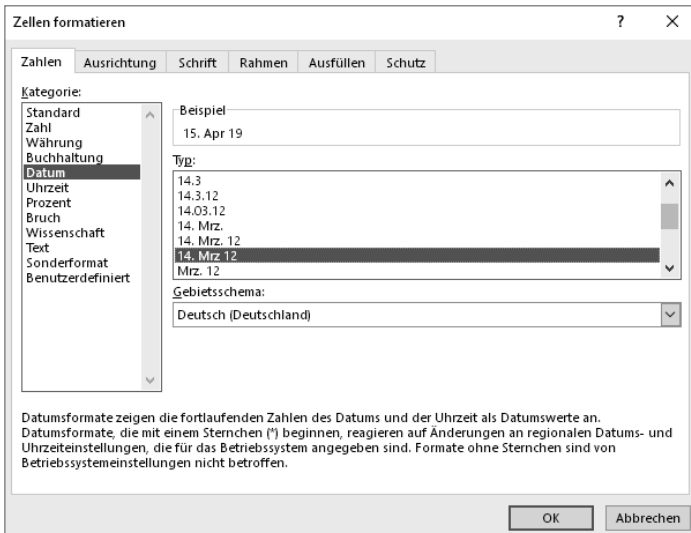 Zellen formatieren ? ✕
Zahlen Ausrichtung Schrift Rahmen Ausfüllen Schutz
Kategorie:
Standard
Zahl
Währung
Buchhaltung
Datum
Uhrzeit
Prozent
Bruch
Wissenschaft
Text
Sonderformat
Benutzerdefiniert
Beispiel
15. Apr 19
Typ:
14.3
14.3.12
14.03.12
14. Mrz.
14. Mrz. 12
14. Mrz 12
Mrz. 12
Gebietsschema:
Deutsch (Deutschland)
Datumsformate zeigen die fortlaufenden Zahlen des Datums und der Uhrzeit als Datumswerte an.
Datumsformate, die mit einem Sternchen (*) beginnen, reagieren auf Änderungen an regionalen Datums- und
Uhrzeiteinstellungen, die für das Betriebssystem angegeben sind. Formate ohne Sternchen sind von
Betriebssystemeinstellungen nicht betroffen.
OK Abbrechen